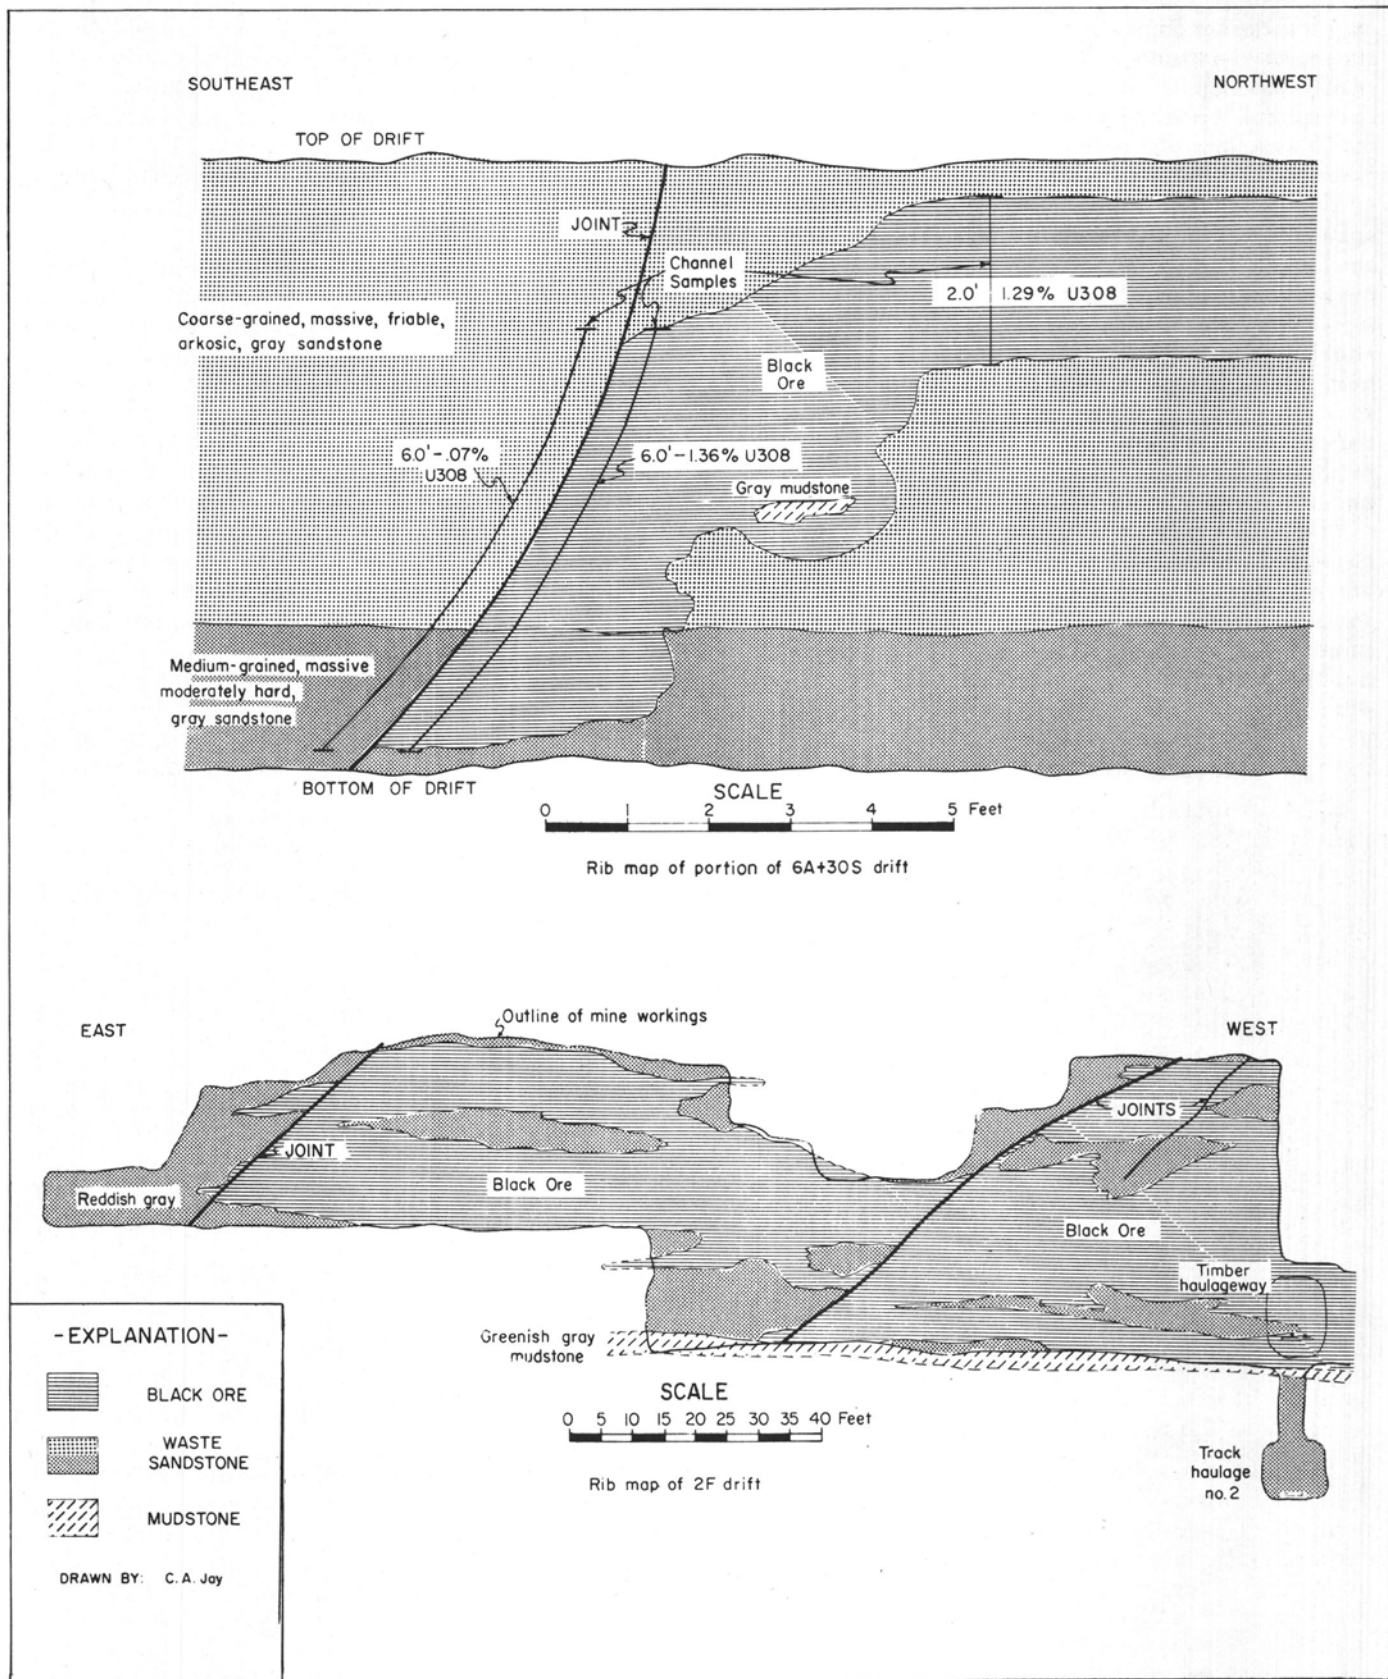 SOUTHEAST
NORTHWEST
TOP OF DRIFT
JOINT
Channel
Samples
2.0' 1.29% U308
Coarse-grained, massive, friable,
arkosic, gray sandstone
Black
Ore
6.0'-.07%
U308
6.0'-1.36% U308
Gray mudstone
Medium-grained, massive
moderately hard,
gray sandstone
BOTTOM OF DRIFT
SCALE
0 1 2 3 4 5 Feet
Rib map of portion of 6A+30S drift
EAST
Outline of mine workings
WEST
JOINTS
JOINT
Reddish gray
Black Ore
Black Ore
Timber
haulageway
Greenish gray
mudstone
SCALE
0 5 10 15 20 25 30 35 40 Feet
Rib map of 2F drift
Track
haulage
no. 2
-EXPLANATION-
BLACK ORE
WASTE
SANDSTONE
MUDSTONE
DRAWN BY: C. A. Jay